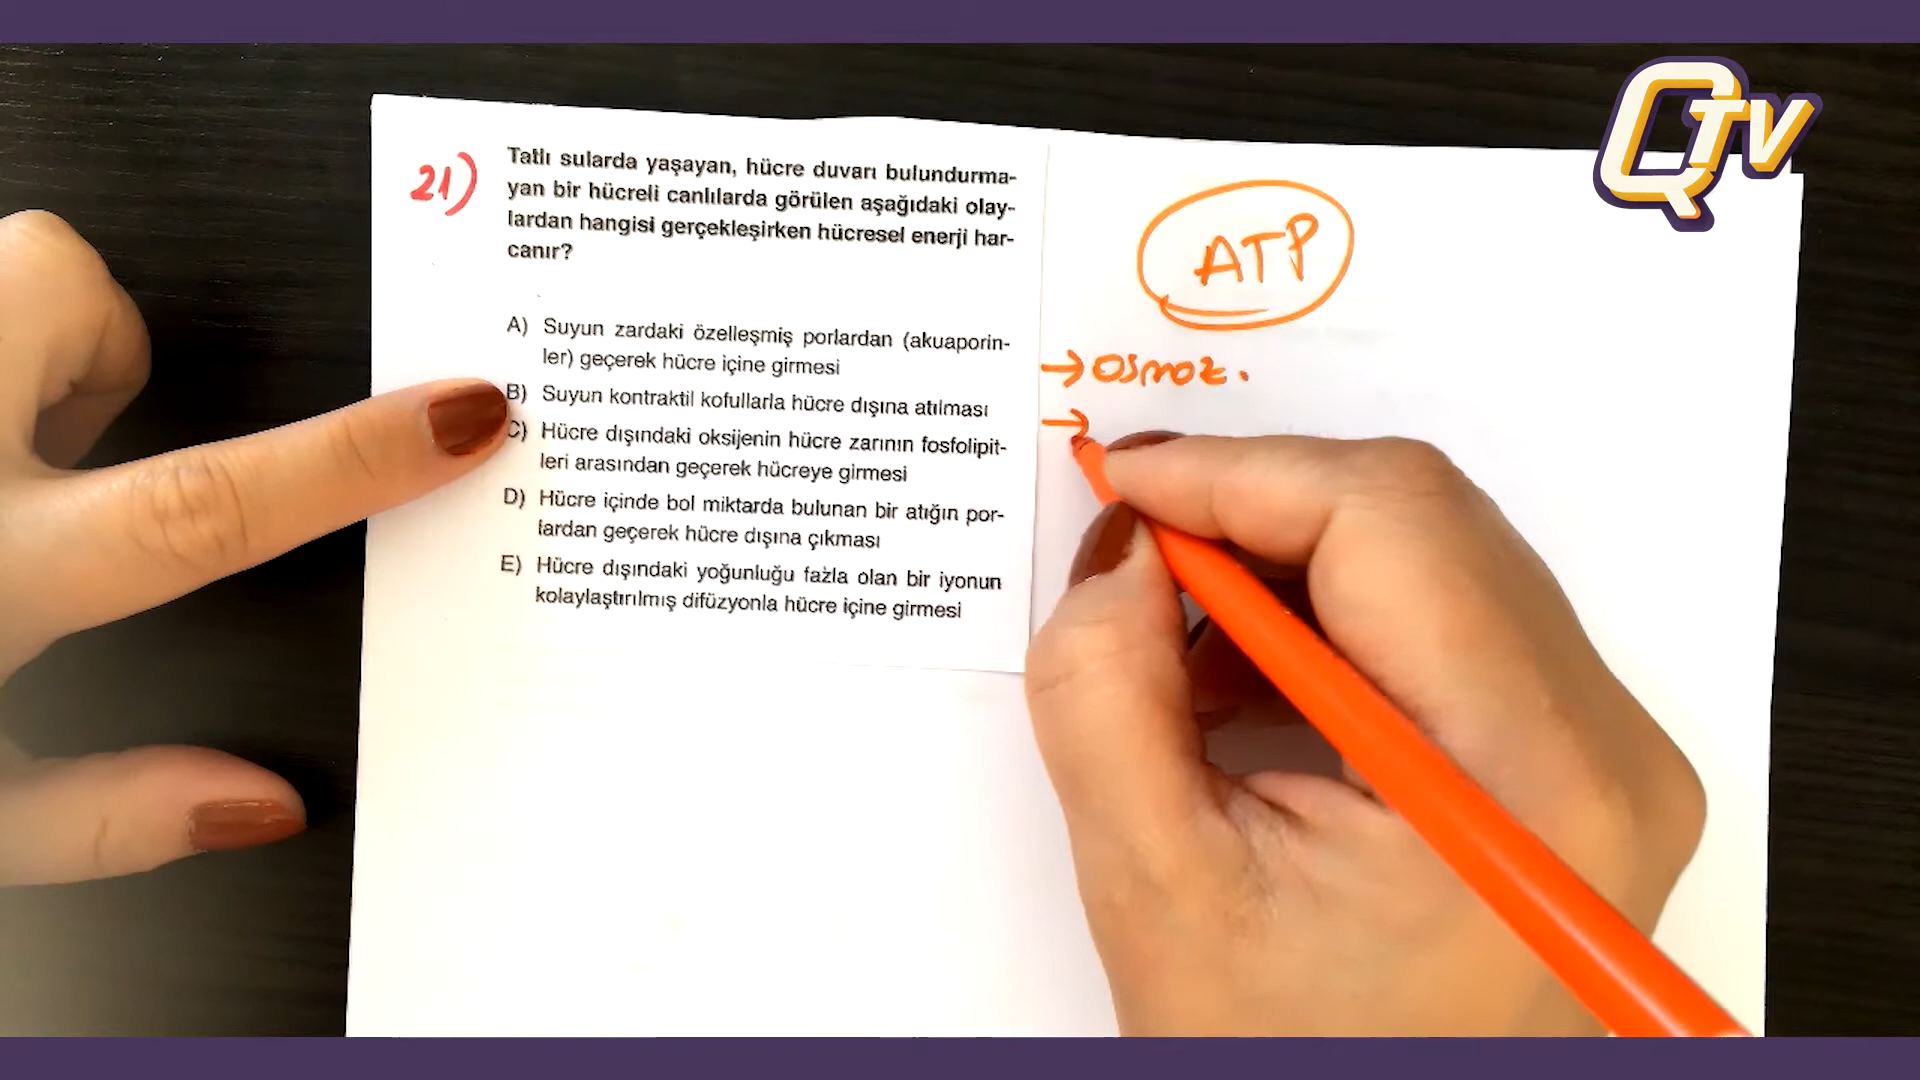 QTV
21)
Tatlı sularda yaşayan, hücre duvarı bulundurma-
yan bir hücreli canlılarda görülen aşağıdaki olay-
lardan hangisi gerçekleşirken hücresel enerji har-
canır?
A) Suyun zardaki özelleşmiş porlardan (akuaporin-
ler) geçerek hücre içine girmesi
B) Suyun kontraktil kofullarla hücre dışına atılması
C) Hücre dışındaki oksijenin hücre zarının fosfolipit-
leri arasından geçerek hücreye girmesi
D) Hücre içinde bol miktarda bulunan bir atığın por-
lardan geçerek hücre dışına çıkması
E) Hücre dışındaki yoğunluğu fazla olan bir iyonun
kolaylaştırılmış difüzyonla hücre içine girmesi
ATP
→ Osmoz.
→